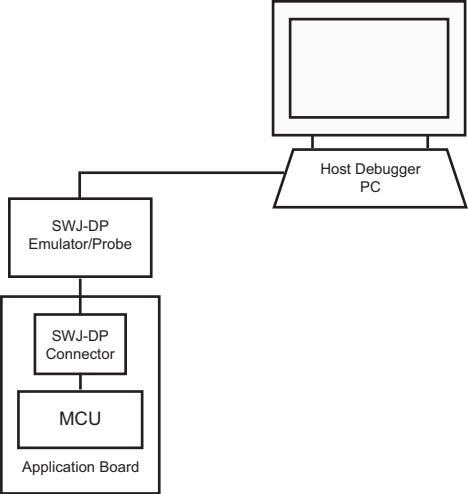 Host Debugger
PC
SWJ-DP
Emulator/Probe
SWJ-DP
Connector
MCU
Application Board